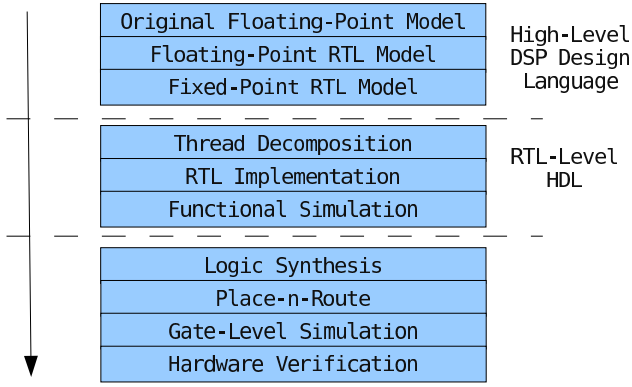 Original Floating-Point Model
Floating-Point RTL Model
Fixed-Point RTL Model
High-Level
DSP Design
Language
Thread Decomposition
RTL Implementation
Functional Simulation
RTL-Level
HDL
Logic Synthesis
Place-n-Route
Gate-Level Simulation
Hardware Verification